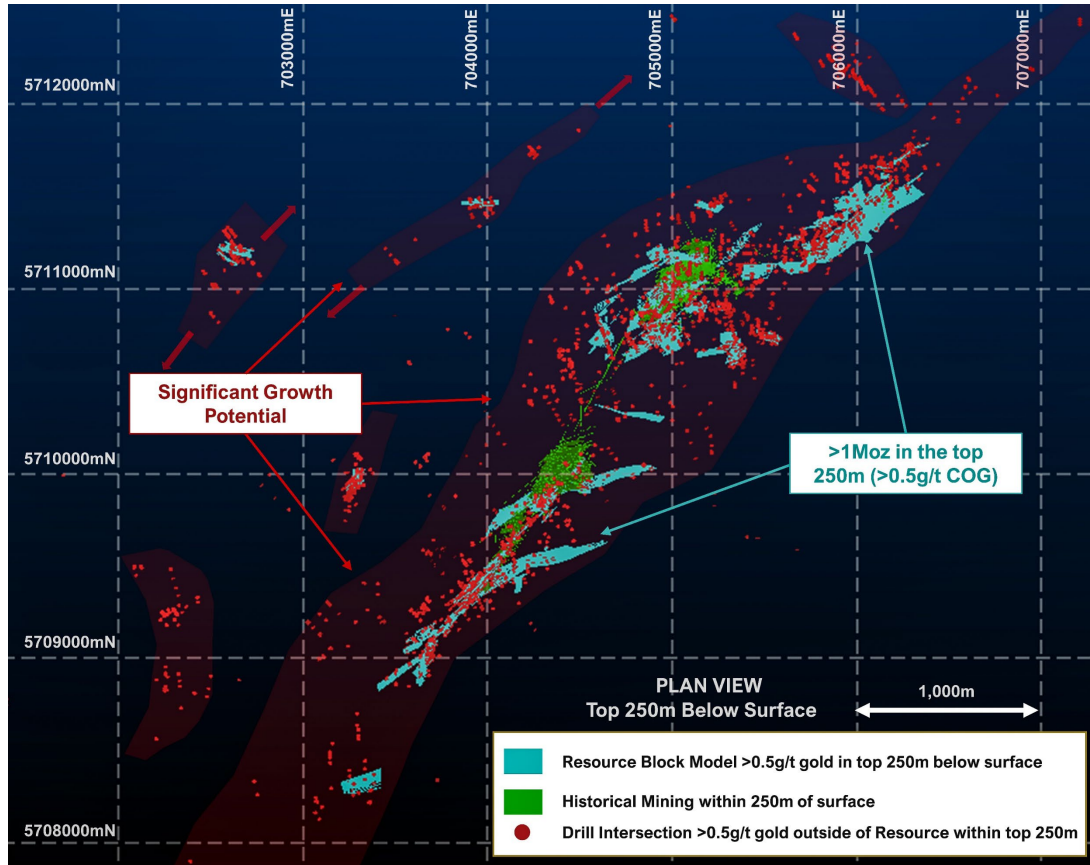 703000mE
704000mE
705000mE
706000mE
707000mE
5712000mN
5711000mN
Significant Growth
Potential
5710000mN
>1Moz in the top
250m (>0.5g/t COG)
5709000mN
PLAN VIEW
Top 250m Below Surface
1,000m
Resource Block Model >0.5g/t gold in top 250m below surface
Historical Mining within 250m of surface
Drill Intersection >0.5g/t gold outside of Resource within top 250m
5708000mN